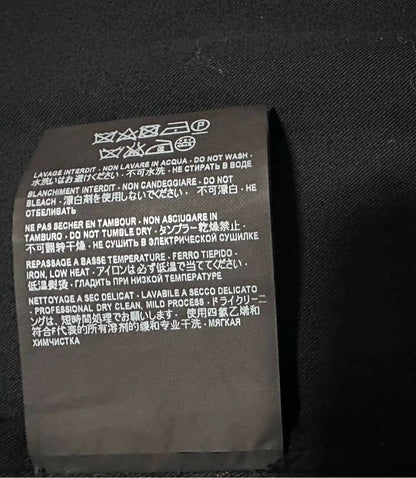 LAVAGE INTERDIT · NON LAVARE IN ACQUA · DO NOT WASH ·
水洗いはお避けください · 不可水洗 · НЕ СТИРАТЬ В ВОДЕ
BLANCHIMENT INTERDIT · NON CANDEGGIARE · DO NOT
BLEACH · 漂白剤を使用しないでください · 不可漂白 · НЕ
ОТБЕЛИВАТЬ
NE PAS SECHER EN TAMBOUR · NON ASCIUGARE IN
TAMBURO · DO NOT TUMBLE DRY · タンブラー乾燥禁止 ·
不可翻转干燥 · НЕ СУШИТЬ В ЭЛЕКТРИЧЕСКОЙ СУШИЛКЕ
REPASSAGE A BASSE TEMPERATURE · FERRO TIEPIDO ·
IRON, LOW HEAT · アイロンは必ず低温で当ててください ·
低温熨烫 · ГЛАДИТЬ ПРИ НИЗКОЙ ТЕМПЕРАТУРЕ
NETTOYAGE A SEC DELICAT · LAVABILE A SECCO DELICATO
· PROFESSIONAL DRY CLEAN, MILD PROCESS · ドライクリーニ
ングは、短時間処理でお願いします · 使用四氯乙烯和
符合F代表的所有溶剂的缓和专业干洗 · МЯГКАЯ
ХИМЧИСТКА